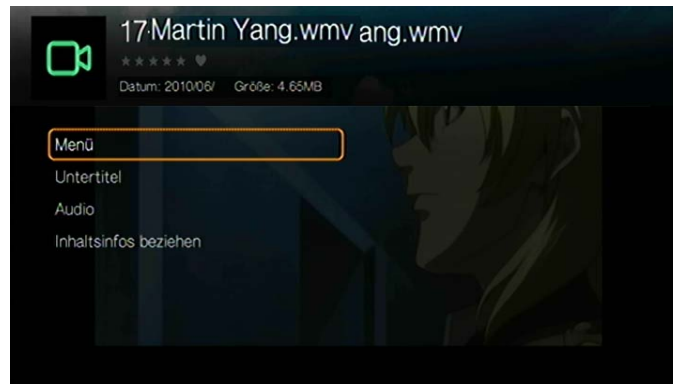 17·Martin Yang.wmv ang.wmv
Datum: 2010/06/ Größe: 4.65MB
Menü
Untertitel
Audio
Inhaltsinfos beziehen